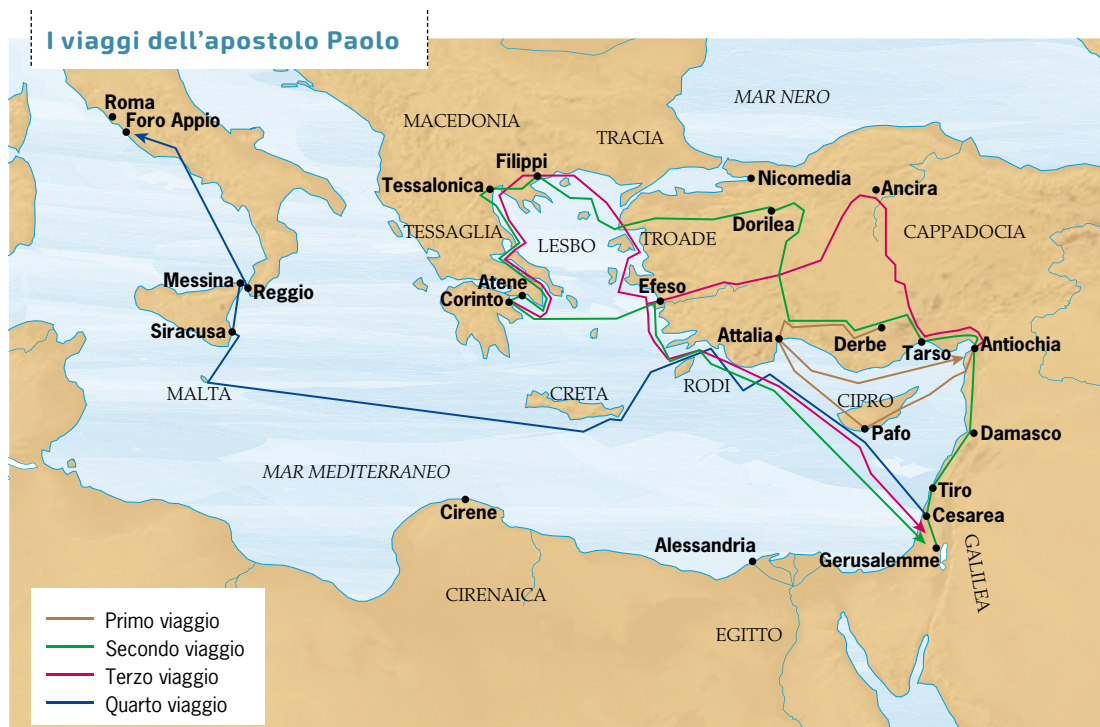 I viaggi dell'apostolo Paolo
Roma
Foro Appio
MAR NERO
MACEDONIA
TRACIA
Filippi
Tessalonica
Nicomedia
Ancira
Dorilea
TESSAGLIA
LESBO
TROADE
CAPPADOCIA
Messina
Reggio
Atene
Corinto
Efeso
Siracusa
Attalia
Derbe
Tarso
Antiochia
MALTA
CRETA
RODI
CIPRO
Pafo
Damasco
MAR MEDITERRANEO
Cirene
Tiro
Cesarea
Alessandria
Gerusalemme
GALILEA
CIRENAICA
EGITTO
Primo viaggio
Secondo viaggio
Terzo viaggio
Quarto viaggio